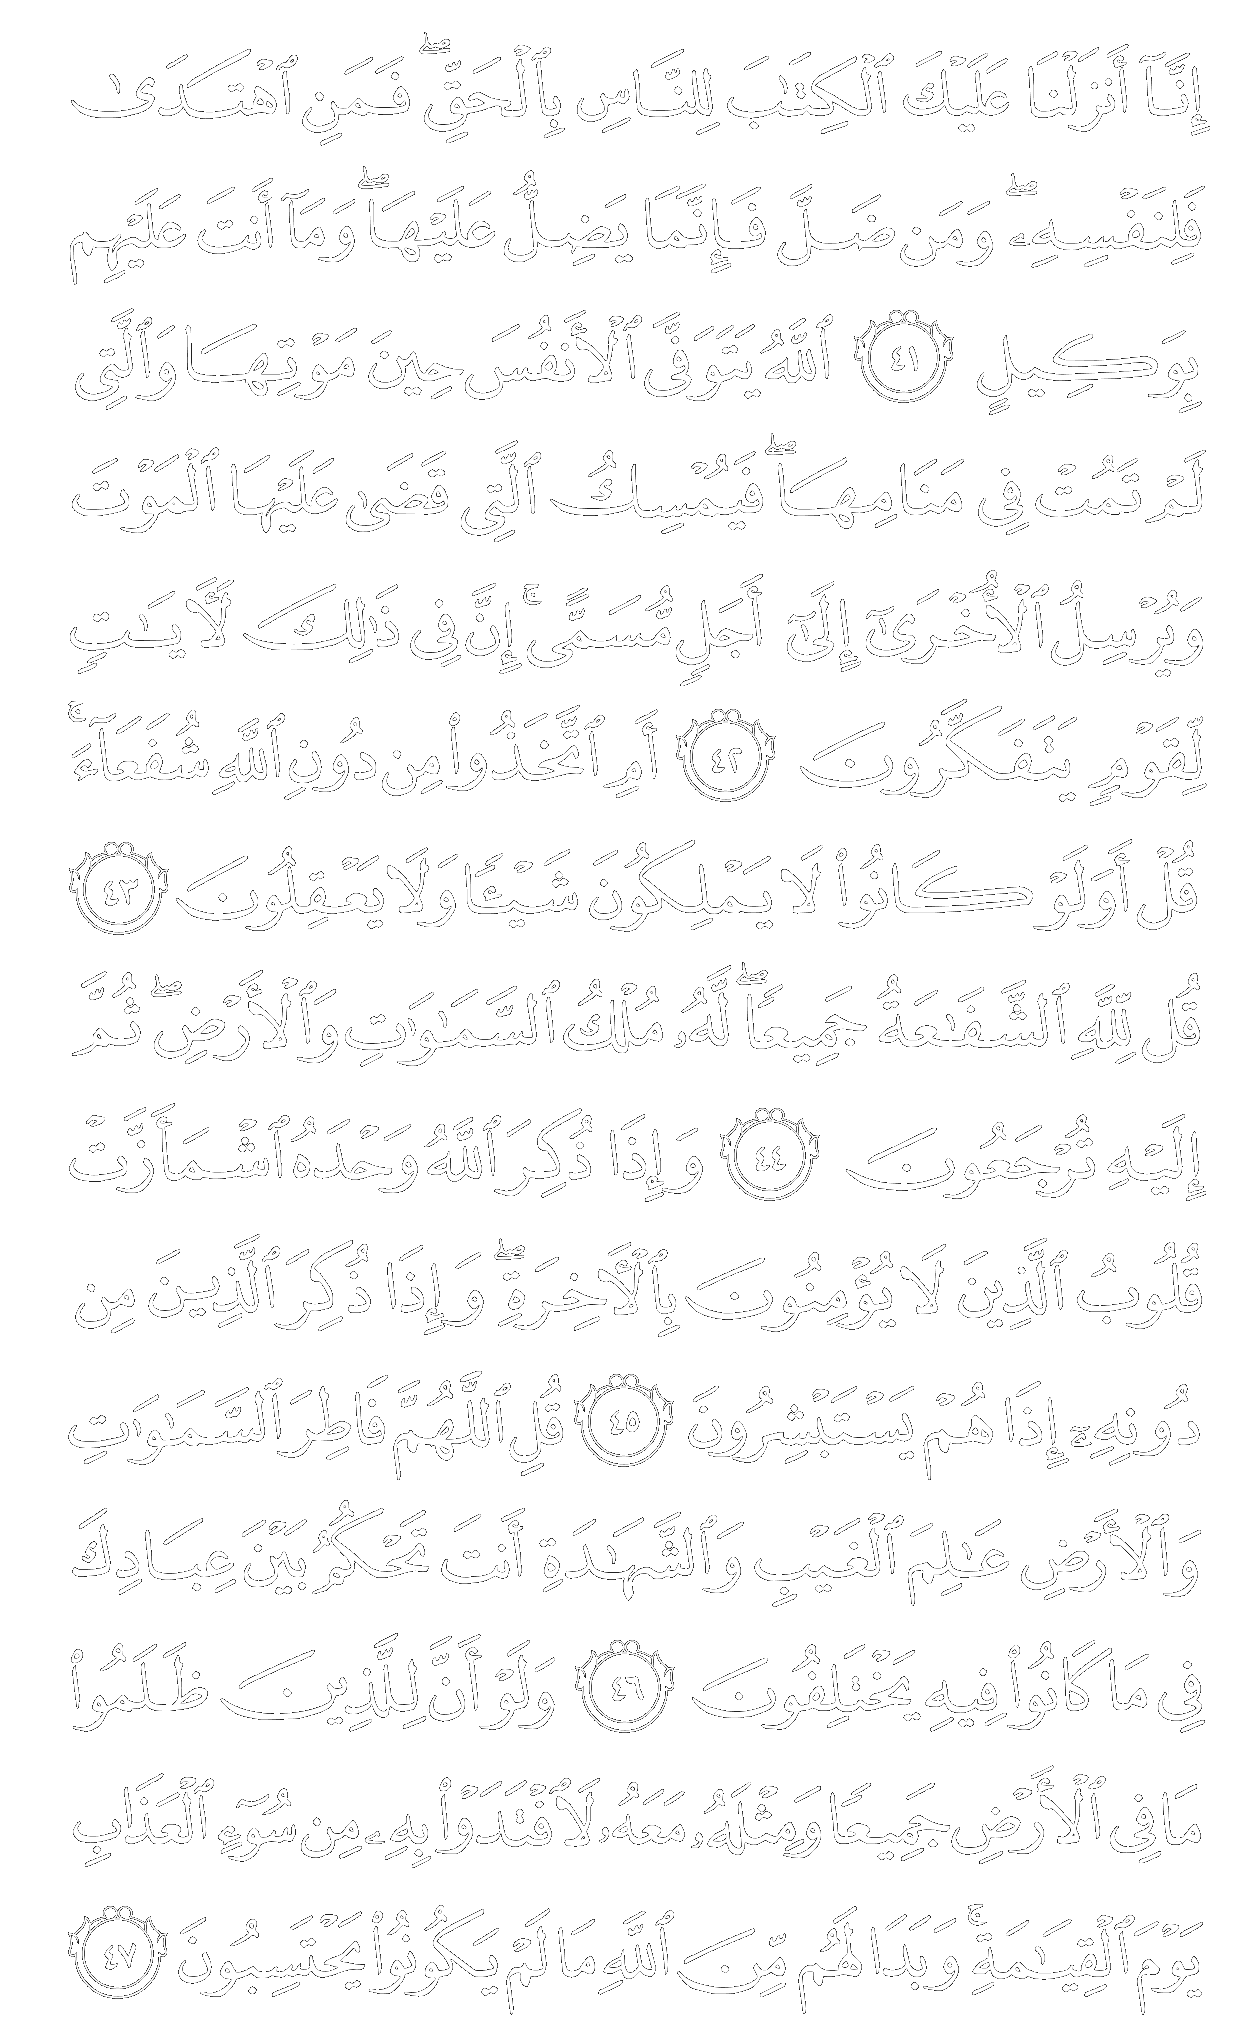 إِنَّآ أَنزَلْنَا عَلَيْكَ ٱلْكِتَٰبَ لِلنَّاسِ بِٱلْحَقِّۖ فَمَنِ ٱهْتَدَىٰ
فَلِنَفْسِهِۦۖ وَمَن ضَلَّ فَإِنَّمَا يَضِلُّ عَلَيْهَاۖ وَمَآ أَنتَ عَلَيْهِم
بِوَكِيلٍ ٤١ ٱللَّهُ يَتَوَفَّى ٱلْأَنفُسَ حِينَ مَوْتِهَا وَٱلَّتِي
لَمْ تَمُتْ فِي مَنَامِهَاۖ فَيُمْسِكُ ٱلَّتِي قَضَىٰ عَلَيْهَا ٱلْمَوْتَ
وَيُرْسِلُ ٱلْأُخْرَىٰٓ إِلَىٰٓ أَجَلٍ مُّسَمًّىۚ إِنَّ فِي ذَٰلِكَ لَأٓيَٰتٍ
لِّقَوْمٍ يَتَفَكَّرُونَ ٤٢ أَمِ ٱتَّخَذُوا۟ مِن دُونِ ٱللَّهِ شُفَعَآءَۚ
قُلْ أَوَلَوْ كَانُوا۟ لَا يَمْلِكُونَ شَيْـًٔا وَلَا يَعْقِلُونَ ٤٣
قُل لِّلَّهِ ٱلشَّفَٰعَةُ جَمِيعًاۖ لَّهُۥ مُلْكُ ٱلسَّمَٰوَٰتِ وَٱلْأَرْضِۖ ثُمَّ
إِلَيْهِ تُرْجَعُونَ ٤٤ وَإِذَا ذُكِرَ ٱللَّهُ وَحْدَهُ ٱشْمَأَزَّتْ
قُلُوبُ ٱلَّذِينَ لَا يُؤْمِنُونَ بِٱلْأَخِرَةِۖ وَإِذَا ذُكِرَ ٱلَّذِينَ مِن
دُونِهِۦٓ إِذَا هُمْ يَسْتَبْشِرُونَ ٤٥ قُلِ ٱللَّهُمَّ فَاطِرَ ٱلسَّمَٰوَٰتِ
وَٱلْأَرْضِ عَٰلِمَ ٱلْغَيْبِ وَٱلشَّهَٰدَةِ أَنتَ تَحْكُمُ بَيْنَ عِبَادِكَ
فِي مَا كَانُوا۟ فِيهِ يَخْتَلِفُونَ ٤٦ وَلَوْ أَنَّ لِلَّذِينَ ظَلَمُوا۟
مَا فِي ٱلْأَرْضِ جَمِيعًا وَمِثْلَهُۥ مَعَهُۥ لَٱفْتَدَوْا۟ بِهِۦ مِن سُوٓءِ ٱلْعَذَابِ
يَوْمَ ٱلْقِيَٰمَةِۚ وَبَدَا لَهُم مِّنَ ٱللَّهِ مَا لَمْ يَكُونُوا۟ يَحْتَسِبُونَ ٤٧